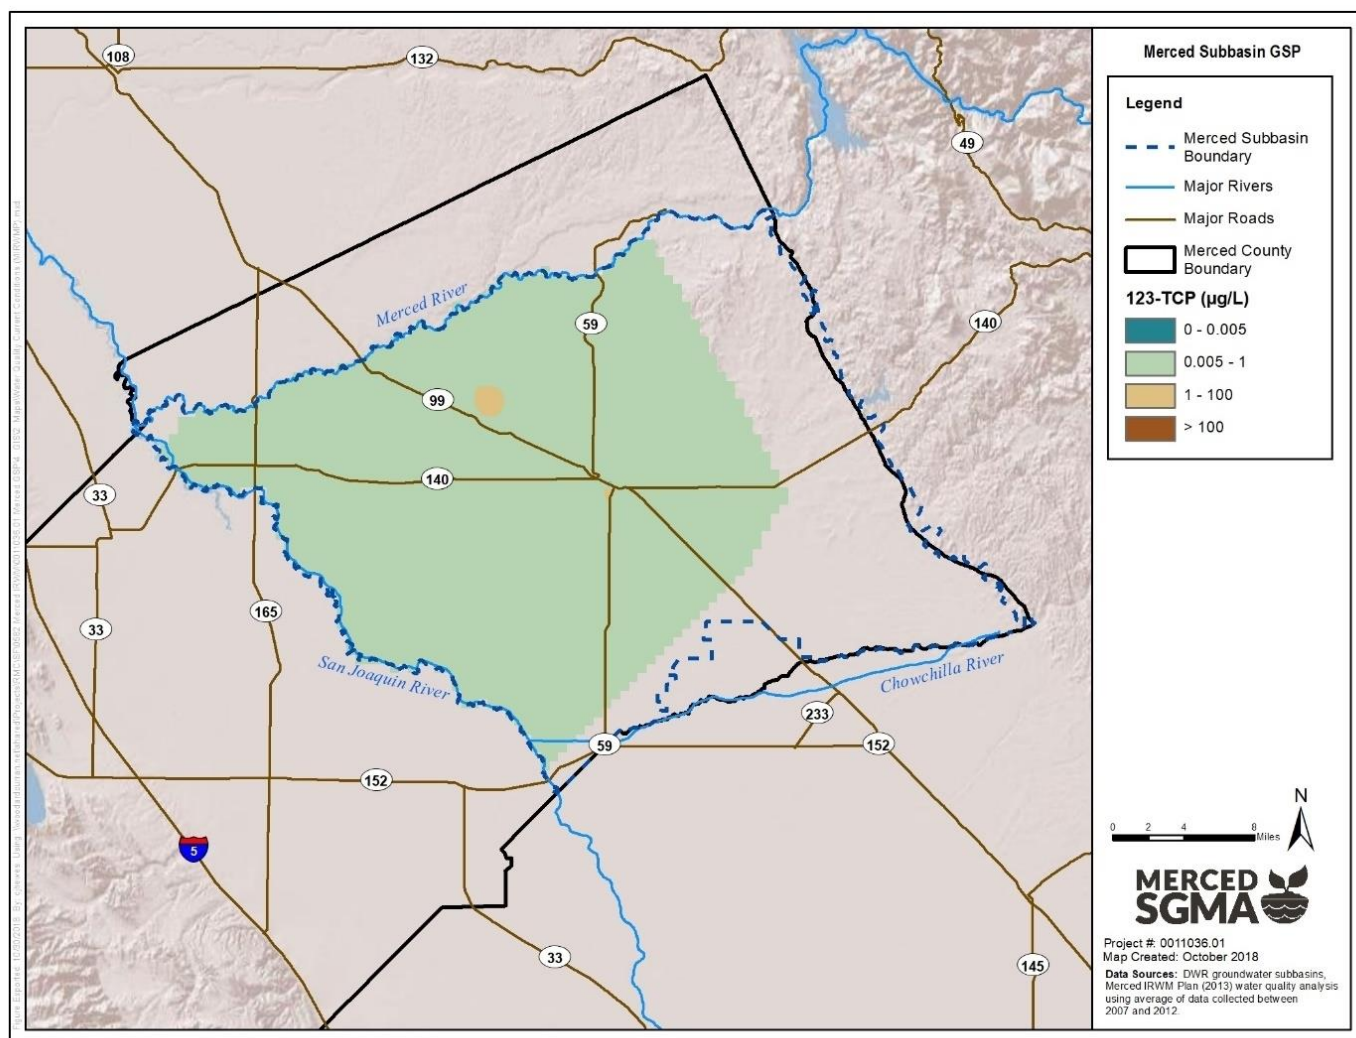 108
132
49
59
140
99
140
33
33
165
Merced River
San Joaquin River
Chowchilla River
233
59
152
152
5
33
145
Merced Subbasin GSP
Legend
Merced Subbasin
Boundary
Major Rivers
Major Roads
Merced County
Boundary
123-TCP (µg/L)
0 - 0.005
0.005 - 1
1 - 100
> 100
N
0 2 4 8
Miles
MERCED
SGMA
Project #: 0011036.01
Map Created: October 2018
Data Sources: DWR groundwater subbasins,
Merced IRWM Plan (2013) water quality analysis
using average of data collected between
2007 and 2012.